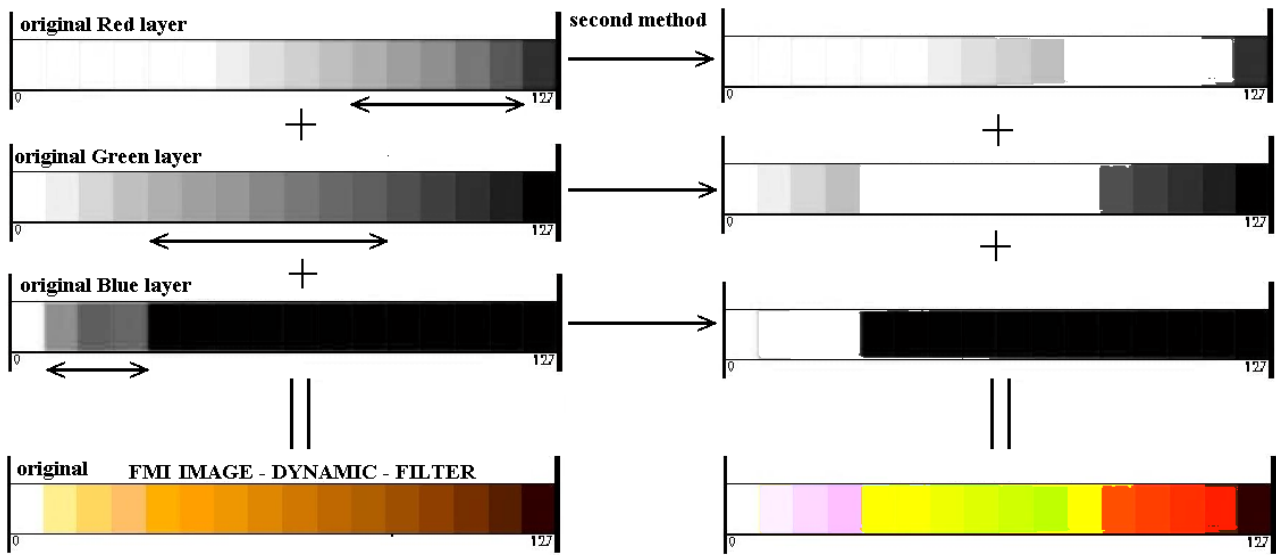 original Red layer
second method
0 127
0 127
original Green layer
0 127
0 127
original Blue layer
0 127
0 127
original FMI IMAGE - DYNAMIC - FILTER
0 127
0 127